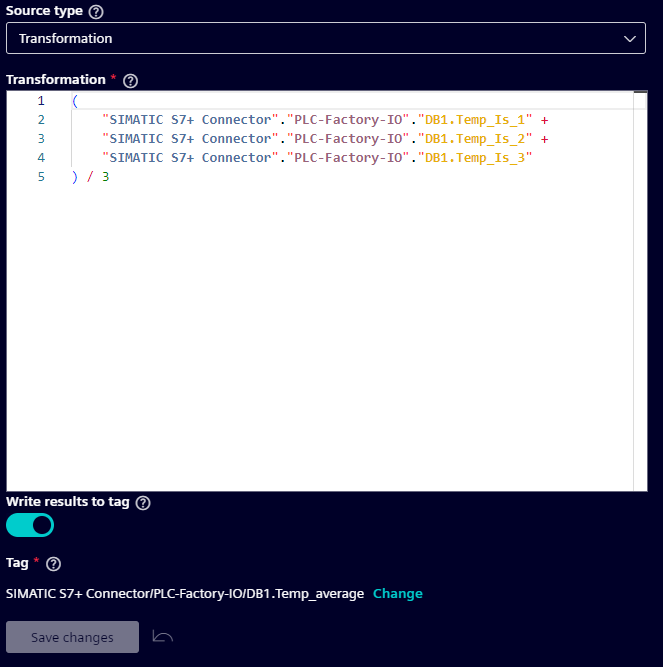 Source type ?
Transformation
Transformation * ?
1 (
2 "SIMATIC S7+ Connector"."PLC-Factory-IO"."DB1.Temp_Is_1" +
3 "SIMATIC S7+ Connector"."PLC-Factory-IO"."DB1.Temp_Is_2" +
4 "SIMATIC S7+ Connector"."PLC-Factory-IO"."DB1.Temp_Is_3"
5 ) / 3
Write results to tag ?
Tag * ?
SIMATIC S7+ Connector/PLC-Factory-IO/DB1.Temp_average Change
Save changes